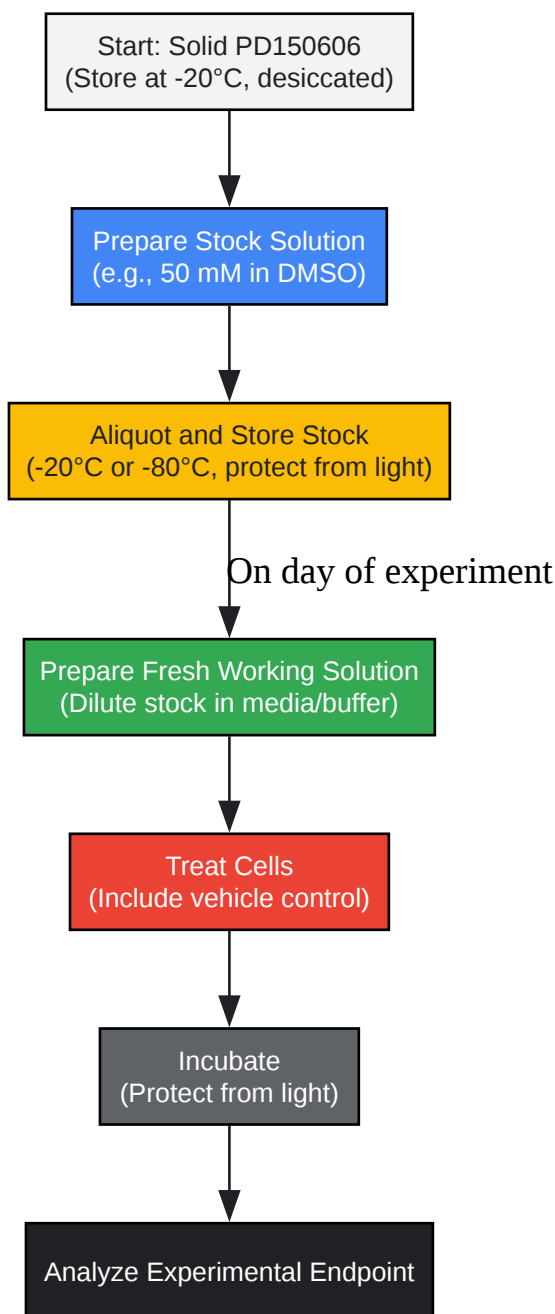 Start: Solid PD150606
(Store at -20°C, desiccated)
Prepare Stock Solution
(e.g., 50 mM in DMSO)
Aliquot and Store Stock
(-20°C or -80°C, protect from light)
On day of experiment
Prepare Fresh Working Solution
(Dilute stock in media/buffer)
Treat Cells
(Include vehicle control)
Incubate
(Protect from light)
Analyze Experimental Endpoint